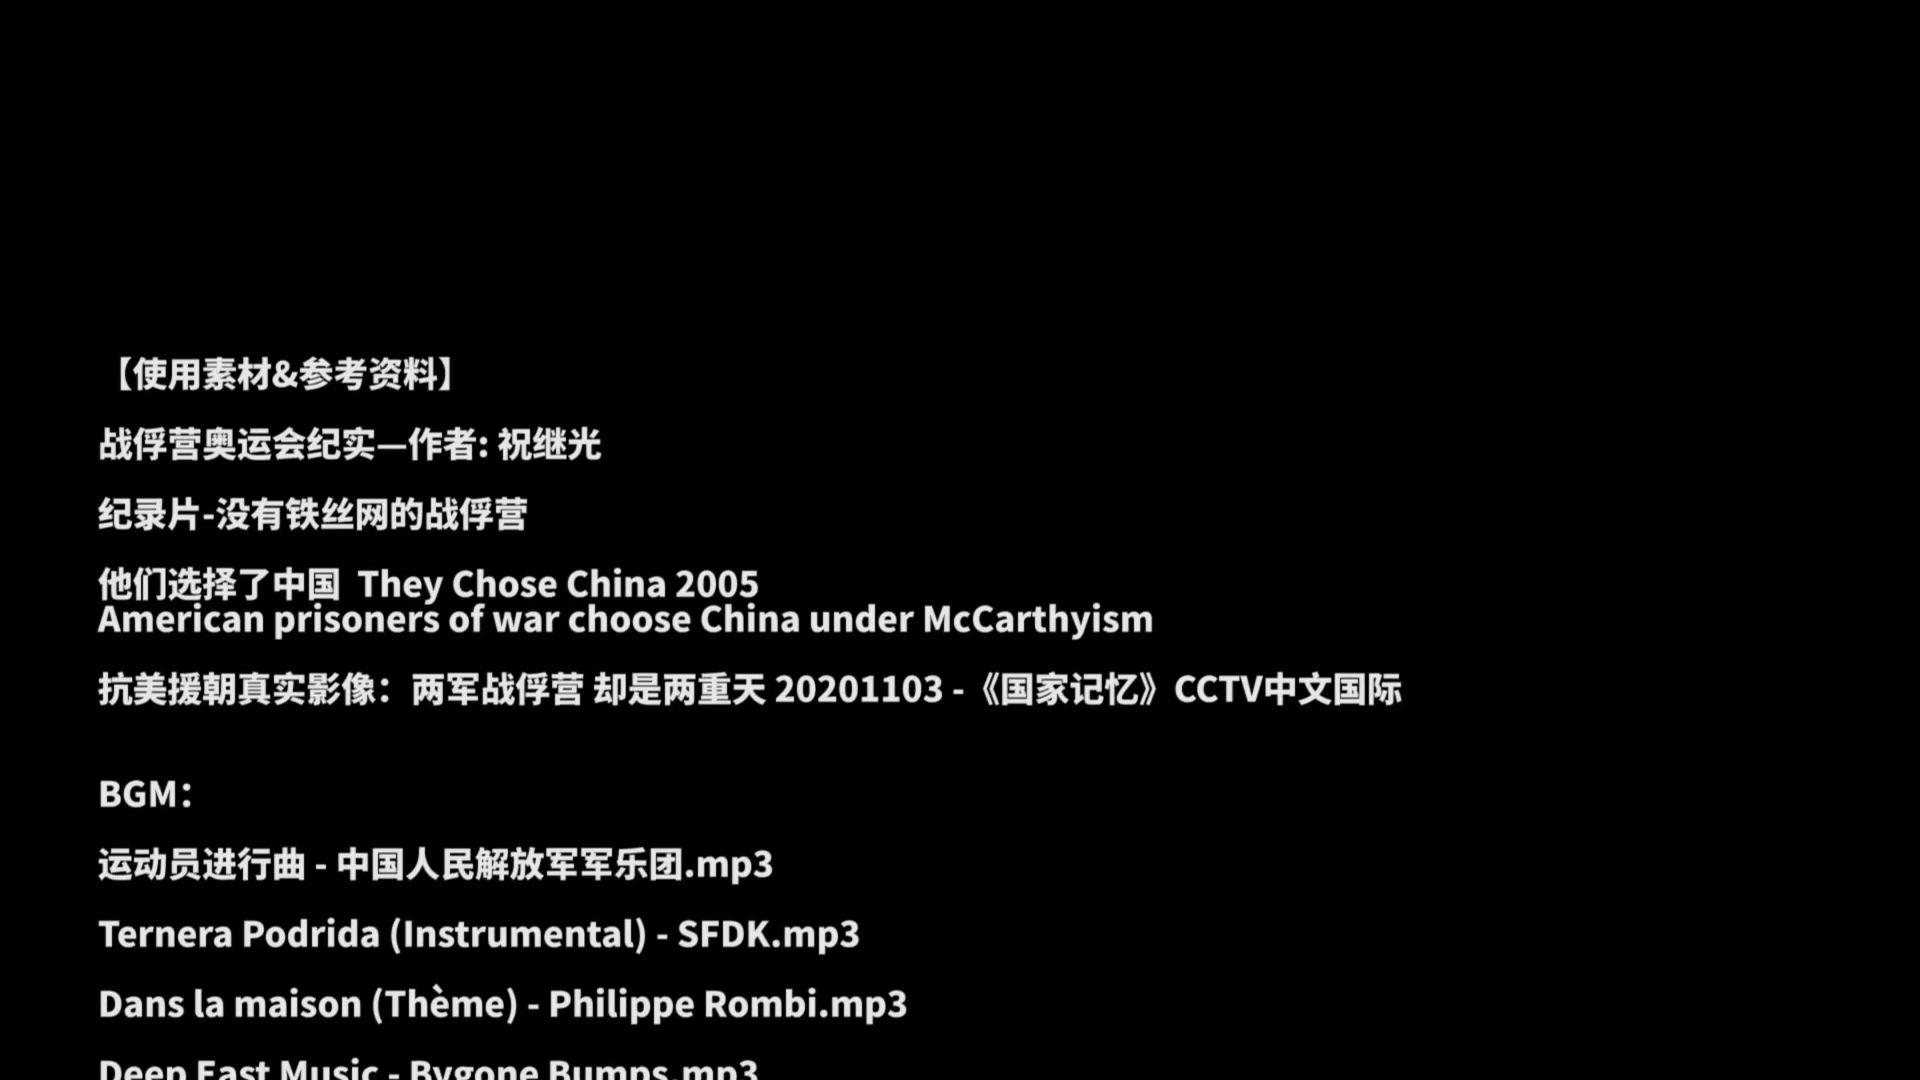 【使用素材&参考资料】
战俘营奥运会纪实—作者: 祝继光
纪录片-没有铁丝网的战俘营
他们选择了中国  They Chose China 2005
American prisoners of war choose China under McCarthyism
抗美援朝真实影像：两军战俘营 却是两重天 20201103 -《国家记忆》CCTV中文国际
BGM：
运动员进行曲 - 中国人民解放军军乐团.mp3
Ternera Podrida (Instrumental) - SFDK.mp3
Dans la maison (Thème) - Philippe Rombi.mp3
Deep East Music - Bygone Bumps.mp3